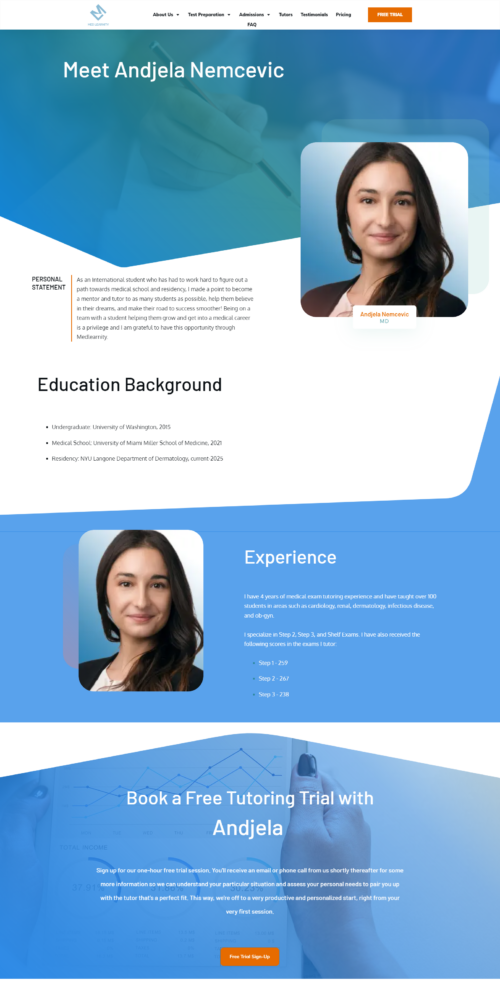 About Us
Test Preparation
Admissions
Tutors
Testimonials
Pricing
FAQ
FREE TRIAL
MEDLEARNITY
Meet Andjela Nemcevic
PERSONAL
STATEMENT
As an international student who has had to work hard to figure out a
path towards medical school and residency, I made a point to become
a mentor and tutor to as many students as possible, help them believe
in their dreams, and make their road to success smoother! Being on a
team with a student helping them grow and get into a medical career
is a privilege and I am grateful to have this opportunity through
Medlearnity.
Andjela Nemcevic
MD
Education Background
Undergraduate: University of Washington, 2015
Medical School: University of Miami Miller School of Medicine, 2021
Residency: NYU Langone Department of Dermatology, current-2025
Experience
I have 4 years of medical exam tutoring experience and have taught over 100
students in areas such as cardiology, renal, dermatology, infectious disease,
and ob-gyn.
I specialize in Step 2, Step 3, and Shelf Exams. I have also received the
following scores in the exams I tutor:
Step 1 - 259
Step 2 - 267
Step 3 - 238
Book a Free Tutoring Trial with
Andjela
TOTAL INCOME
Sign up for our one-hour free trial session. You'll receive an email or phone call from us shortly thereafter for some
more information so we can understand your particular situation and assess your personal needs to pair you up
with the tutor that's a perfect fit. This way, we're off to a very productive and personalized start, right from your
very first session.
Free Trial Sign-Up